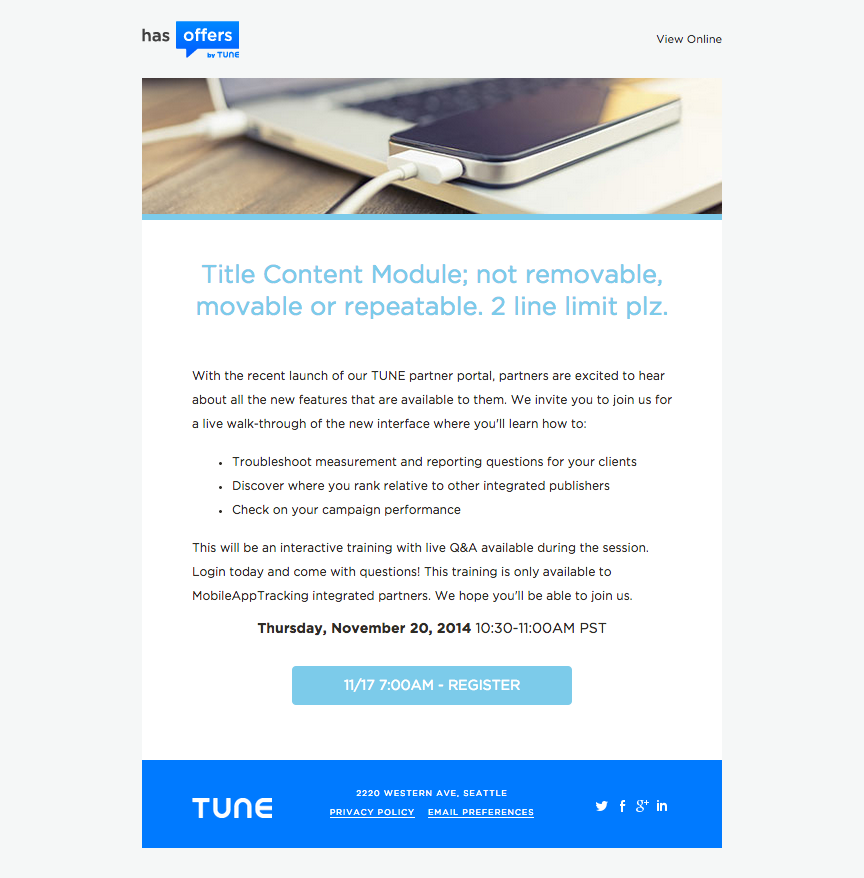 has offers
by TUNE
View Online
Title Content Module; not removable,
movable or repeatable. 2 line limit plz.
With the recent launch of our TUNE partner portal, partners are excited to hear
about all the new features that are available to them. We invite you to join us for
a live walk-through of the new interface where you'll learn how to:
• Troubleshoot measurement and reporting questions for your clients
• Discover where you rank relative to other integrated publishers
• Check on your campaign performance
This will be an interactive training with live Q&A available during the session.
Login today and come with questions! This training is only available to
MobileAppTracking integrated partners. We hope you'll be able to join us.
Thursday, November 20, 2014 10:30-11:00AM PST
11/17 7:00AM - REGISTER
TUNE
2220 WESTERN AVE, SEATTLE
PRIVACY POLICY EMAIL PREFERENCES